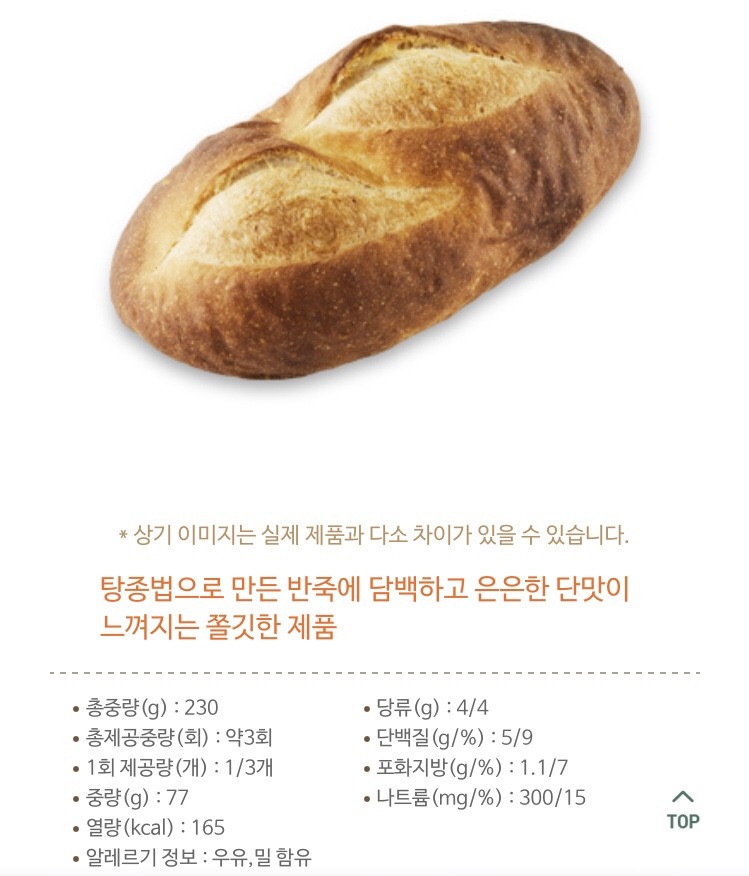 * 상기 이미지는 실제 제품과 다소 차이가 있을 수 있습니다.
탕종법으로 만든 반죽에 담백하고 은은한 단맛이
느껴지는 쫄깃한 제품
• 총중량(g) : 230
• 총제공중량(회) : 약3회
• 1회 제공량(개) : 1/3개
• 중량(g) : 77
• 열량(kcal) : 165
• 알레르기 정보 : 우유,밀 함유
• 당류(g) : 4/4
• 단백질(g/%) : 5/9
• 포화지방(g/%) : 1.1/7
• 나트륨(mg/%) : 300/15
TOP